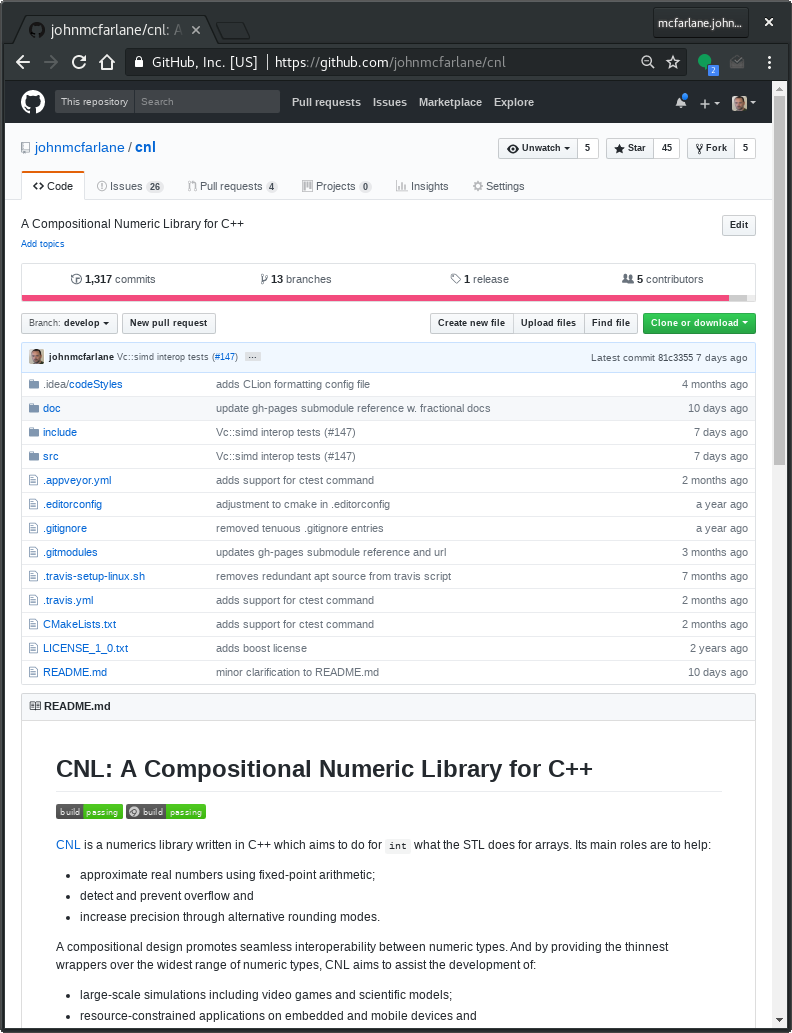 johnmcfarlane/cnl: A
mcfarlane.john...
GitHub, Inc. [US] | https://github.com/johnmcfarlane/cnl
2
This repository Search Pull requests Issues Marketplace Explore
johnmcfarlane / cnl
Unwatch 5 Star 45 Fork 5
Code Issues 26 Pull requests 4 Projects 0 Insights Settings
A Compositional Numeric Library for C++ Edit
Add topics
1,317 commits 13 branches 1 release 5 contributors
Branch: develop New pull request Create new file Upload files Find file Clone or download
johnmcfarlane Vc::simd interop tests (#147) ... Latest commit 81c3355 7 days ago
.idea/codeStyles adds CLion formatting config file 4 months ago
doc update gh-pages submodule reference w. fractional docs 10 days ago
include Vc::simd interop tests (#147) 7 days ago
src Vc::simd interop tests (#147) 7 days ago
.appveyor.yml adds support for ctest command 2 months ago
.editorconfig adjustment to cmake in .editorconfig a year ago
.gitignore removed tenuous .gitignore entries a year ago
.gitmodules updates gh-pages submodule reference and url 3 months ago
.travis-setup-linux.sh removes redundant apt source from travis script 7 months ago
.travis.yml adds support for ctest command 2 months ago
CMakeLists.txt adds support for ctest command 2 months ago
LICENSE_1_0.txt adds boost license 2 years ago
README.md minor clarification to README.md 10 days ago
README.md
CNL: A Compositional Numeric Library for C++
build passing build passing
CNL is a numerics library written in C++ which aims to do for int what the STL does for arrays. Its main roles are to help:
• approximate real numbers using fixed-point arithmetic;
• detect and prevent overflow and
• increase precision through alternative rounding modes.
A compositional design promotes seamless interoperability between numeric types. And by providing the thinnest
wrappers over the widest range of numeric types, CNL aims to assist the development of:
• large-scale simulations including video games and scientific models;
• resource-constrained applications on embedded and mobile devices and